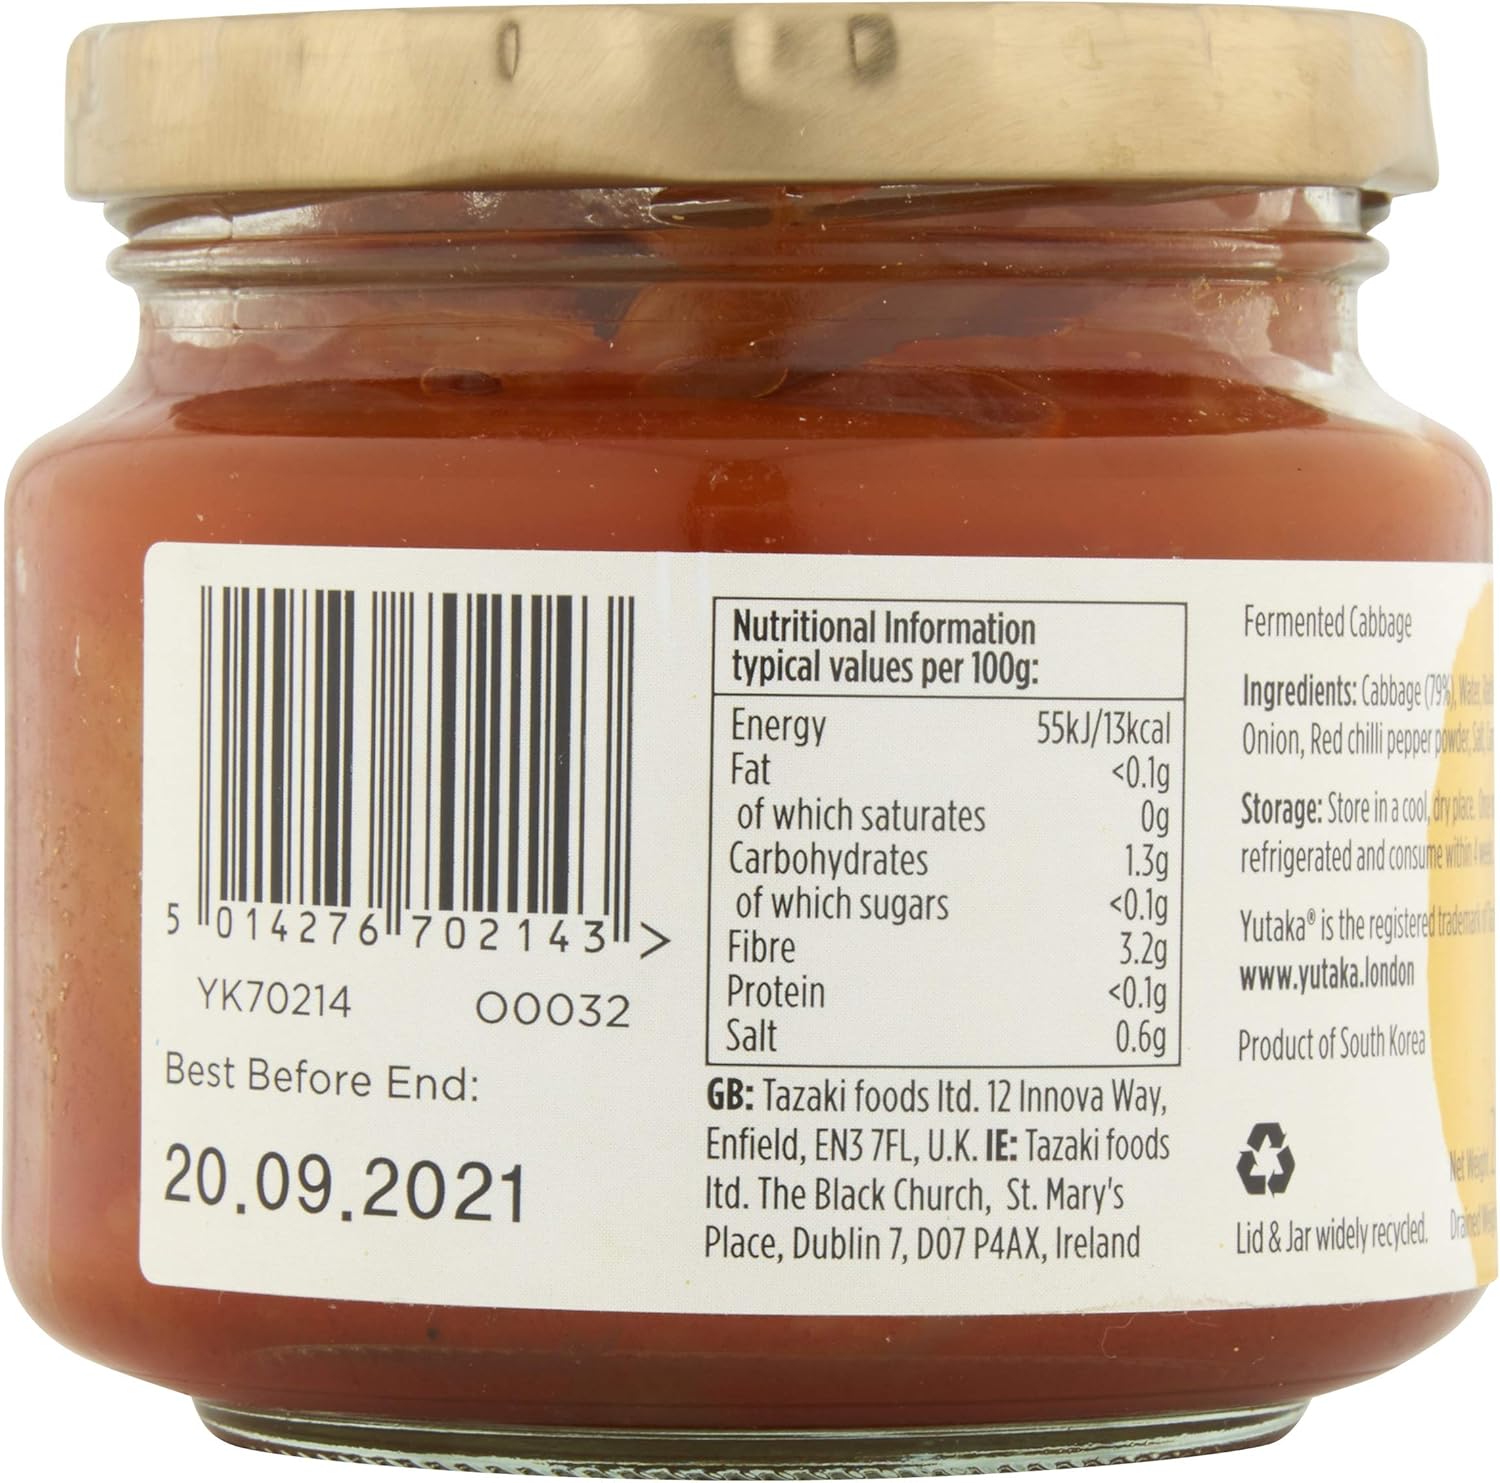 5 014276 702143 >
YK70214 00032
Best Before End:
20.09.2021
Nutritional Information
typical values per 100g:
Energy 55kJ/13kcal
Fat <0.1g
of which saturates 0g
Carbohydrates 1.3g
of which sugars <0.1g
Fibre 3.2g
Protein <0.1g
Salt 0.6g
GB: Tazaki foods ltd. 12 Innova Way,
Enfield, EN3 7FL, U.K. IE: Tazaki foods
ltd. The Black Church, St. Mary's
Place, Dublin 7, D07 P4AX, Ireland
Fermented Cabbage
Ingredients: Cabbage (79%), Water,
Onion, Red chilli pepper powder, Salt,
Storage: Store in a cool, dry place.
refrigerated and consume within 4
Yutaka® is the registered trademark of
www.yutaka.london
Product of South Korea
Lid & Jar widely recycled.
Net Weight
Drained